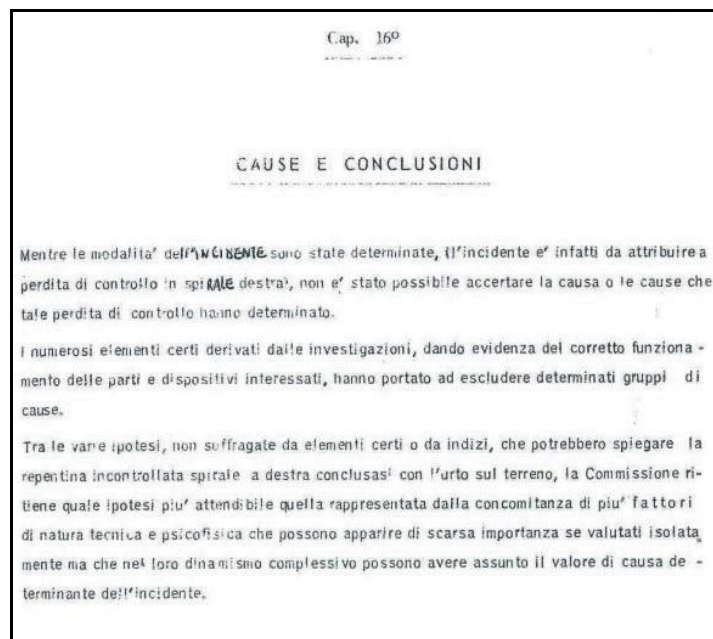 Cap. 16º
CAUSE E CONCLUSIONI
Mentre le modalita' dell'INCIDENTE sono state determinate, (l'incidente e' infatti da attribuire a
perdita di controllo in spiRALE destra), non e' stato possibile accertare la causa o le cause che
tale perdita di controllo hanno determinato.
I numerosi elementi certi derivati dalle investigazioni, dando evidenza del corretto funziona -
mento delle parti e dispositivi interessati, hanno portato ad escludere determinati gruppi di
cause.
Tra le varie ipotesi, non suffragate da elementi certi o da indizi, che potrebbero spiegare la
repentina incontrollata spirale a destra conclusasi con l'urto sul terreno, la Commissione ri-
tiene quale ipotesi piu' attendibile quella rappresentata dalla concomitanza di piu' fattori
di natura tecnica e psicofisica che possono apparire di scarsa importanza se valutati isolata
mente ma che nel loro dinamismo complessivo possono avere assunto il valore di causa de -
terminante dell'incidente.